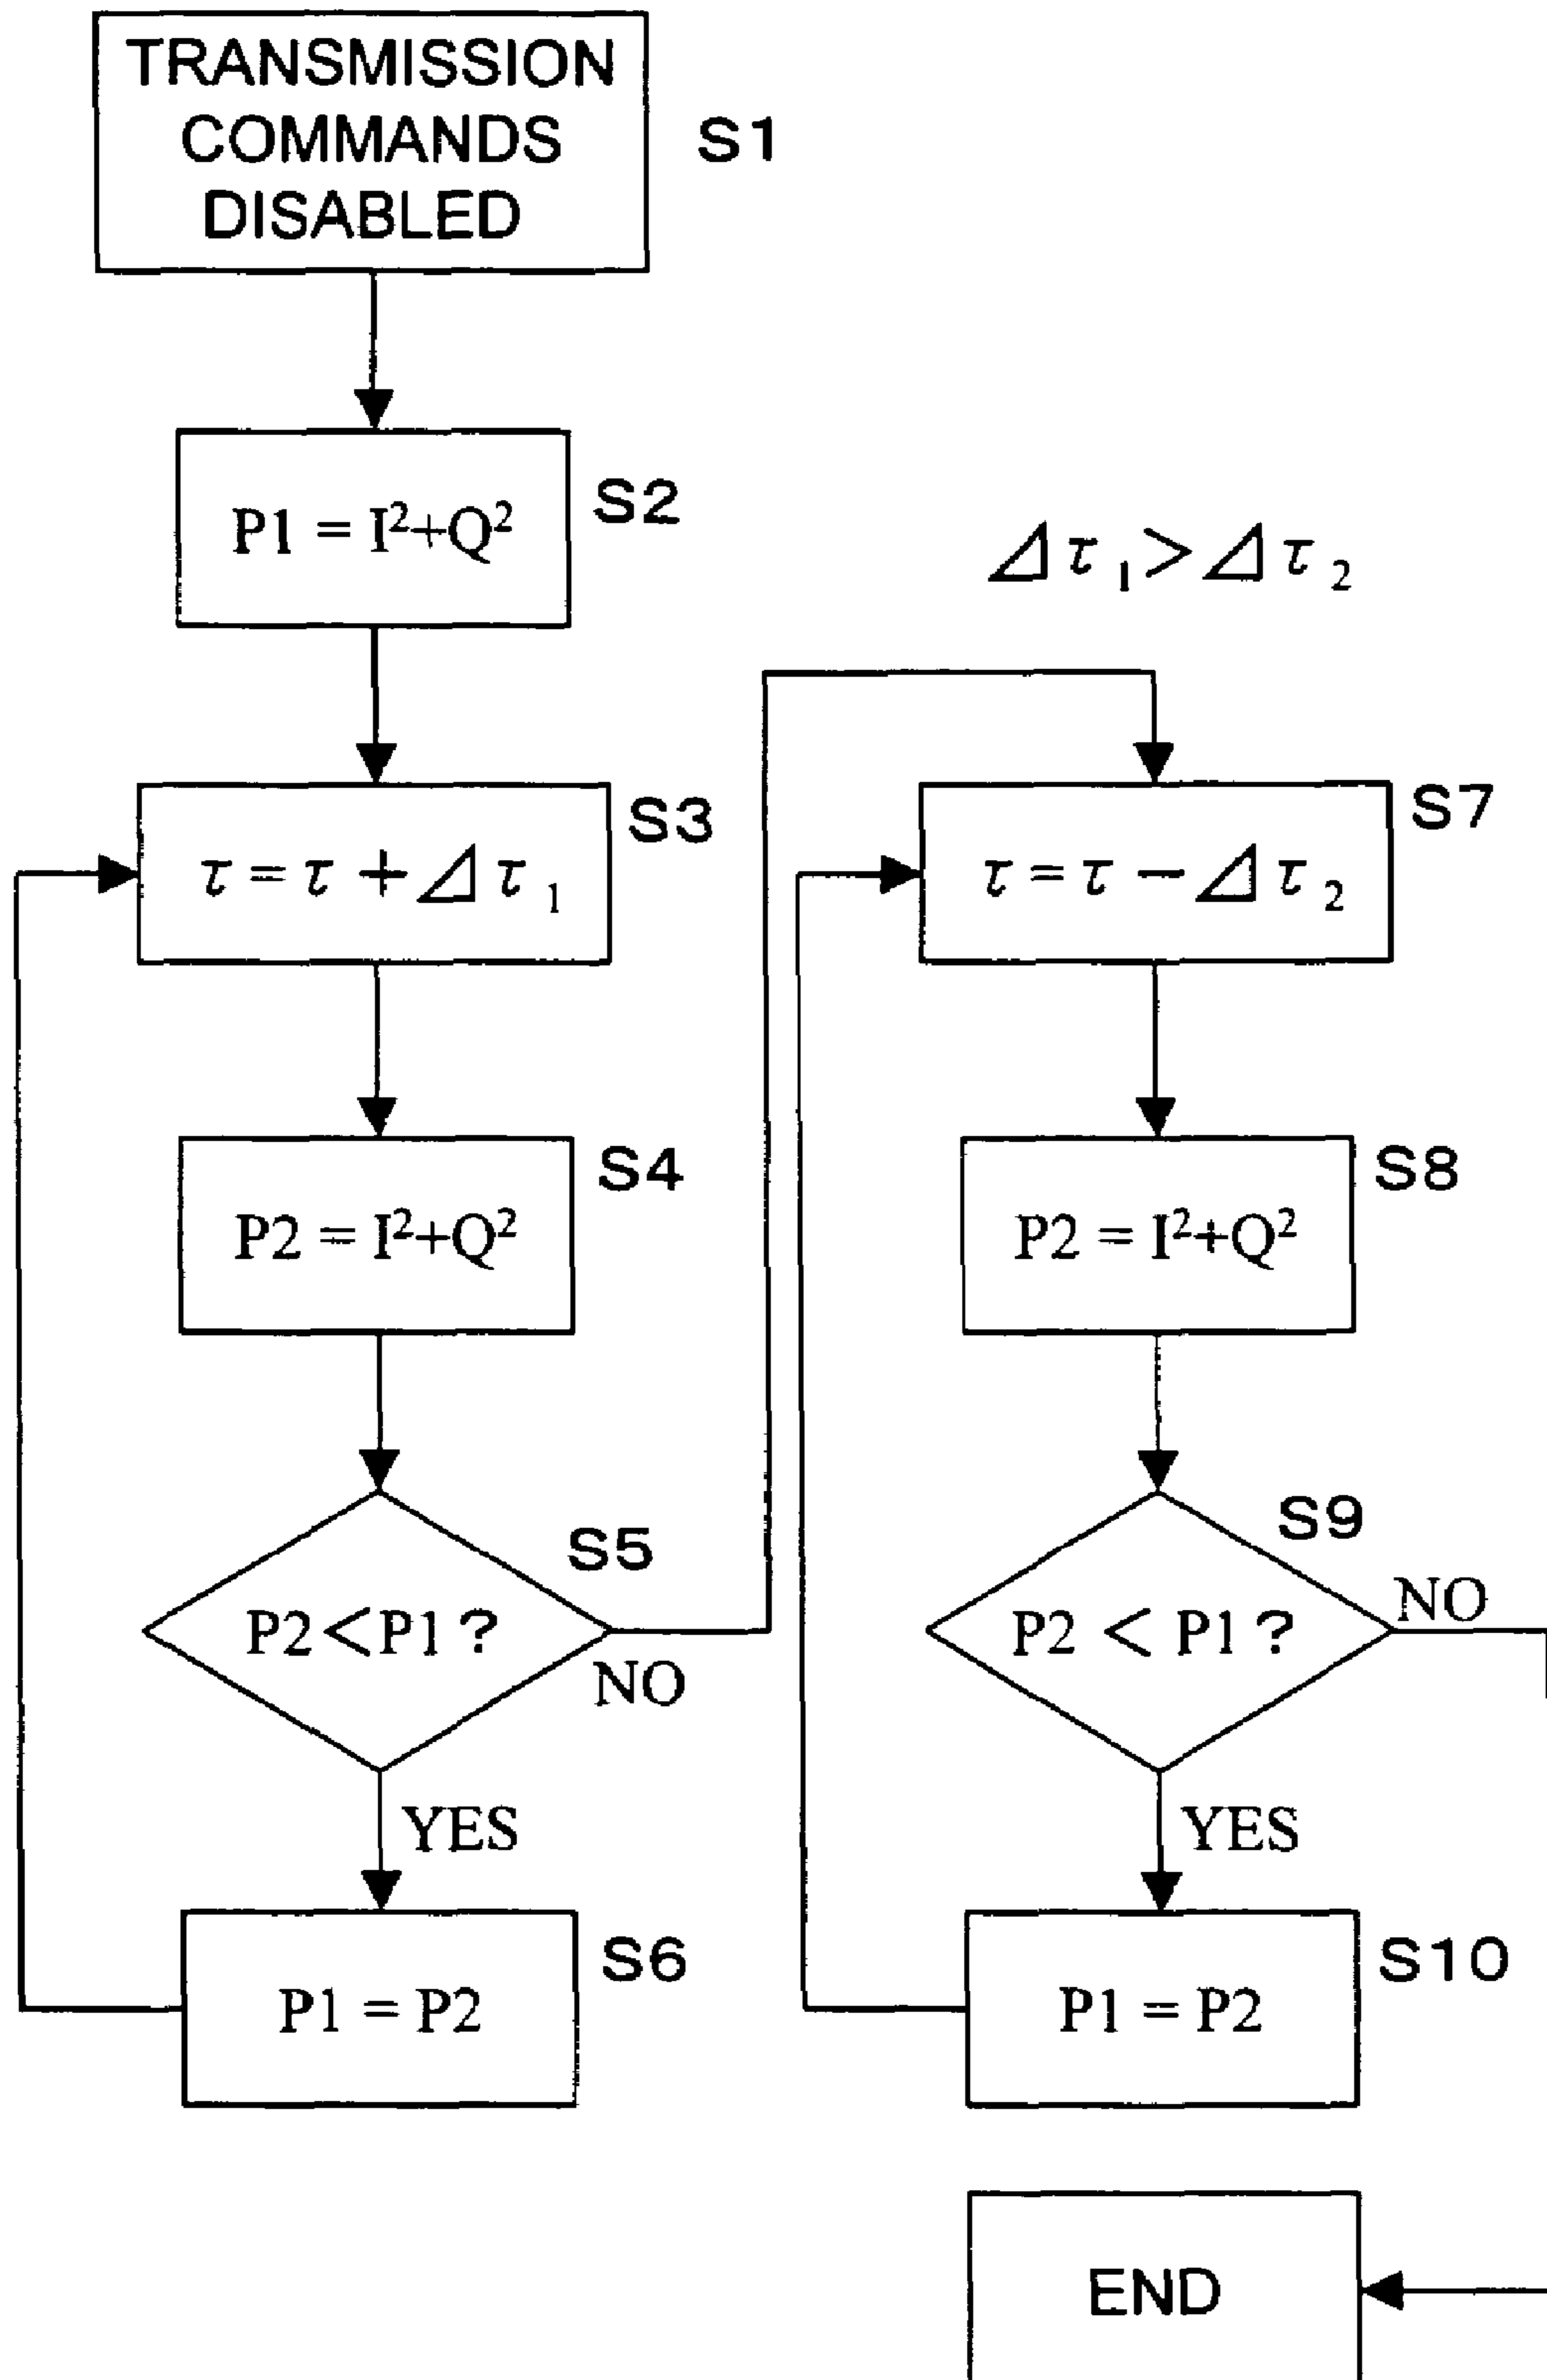 TRANSMISSION
COMMANDS
DISABLED
S1
P1 = I²+Q²
S2
τ = τ + Δτ₁
S3
P2 = I²+Q²
S4
P2 < P1 ?
S5
NO
YES
P1 = P2
S6
Δτ₁ > Δτ₂
τ = τ − Δτ₂
S7
P2 = I²+Q²
S8
P2 < P1 ?
S9
NO
YES
P1 = P2
S10
END